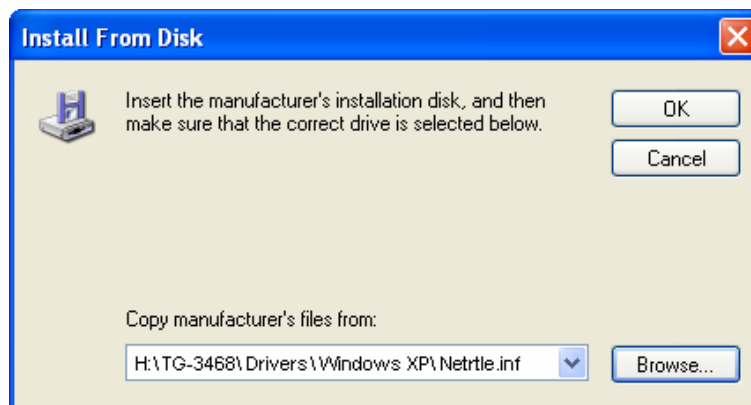 Install From Disk
Insert the manufacturer's installation disk, and then
make sure that the correct drive is selected below.
OK
Cancel
Copy manufacturer's files from:
H:\TG-3468\Drivers\Windows XP\Netrtle.inf
Browse...